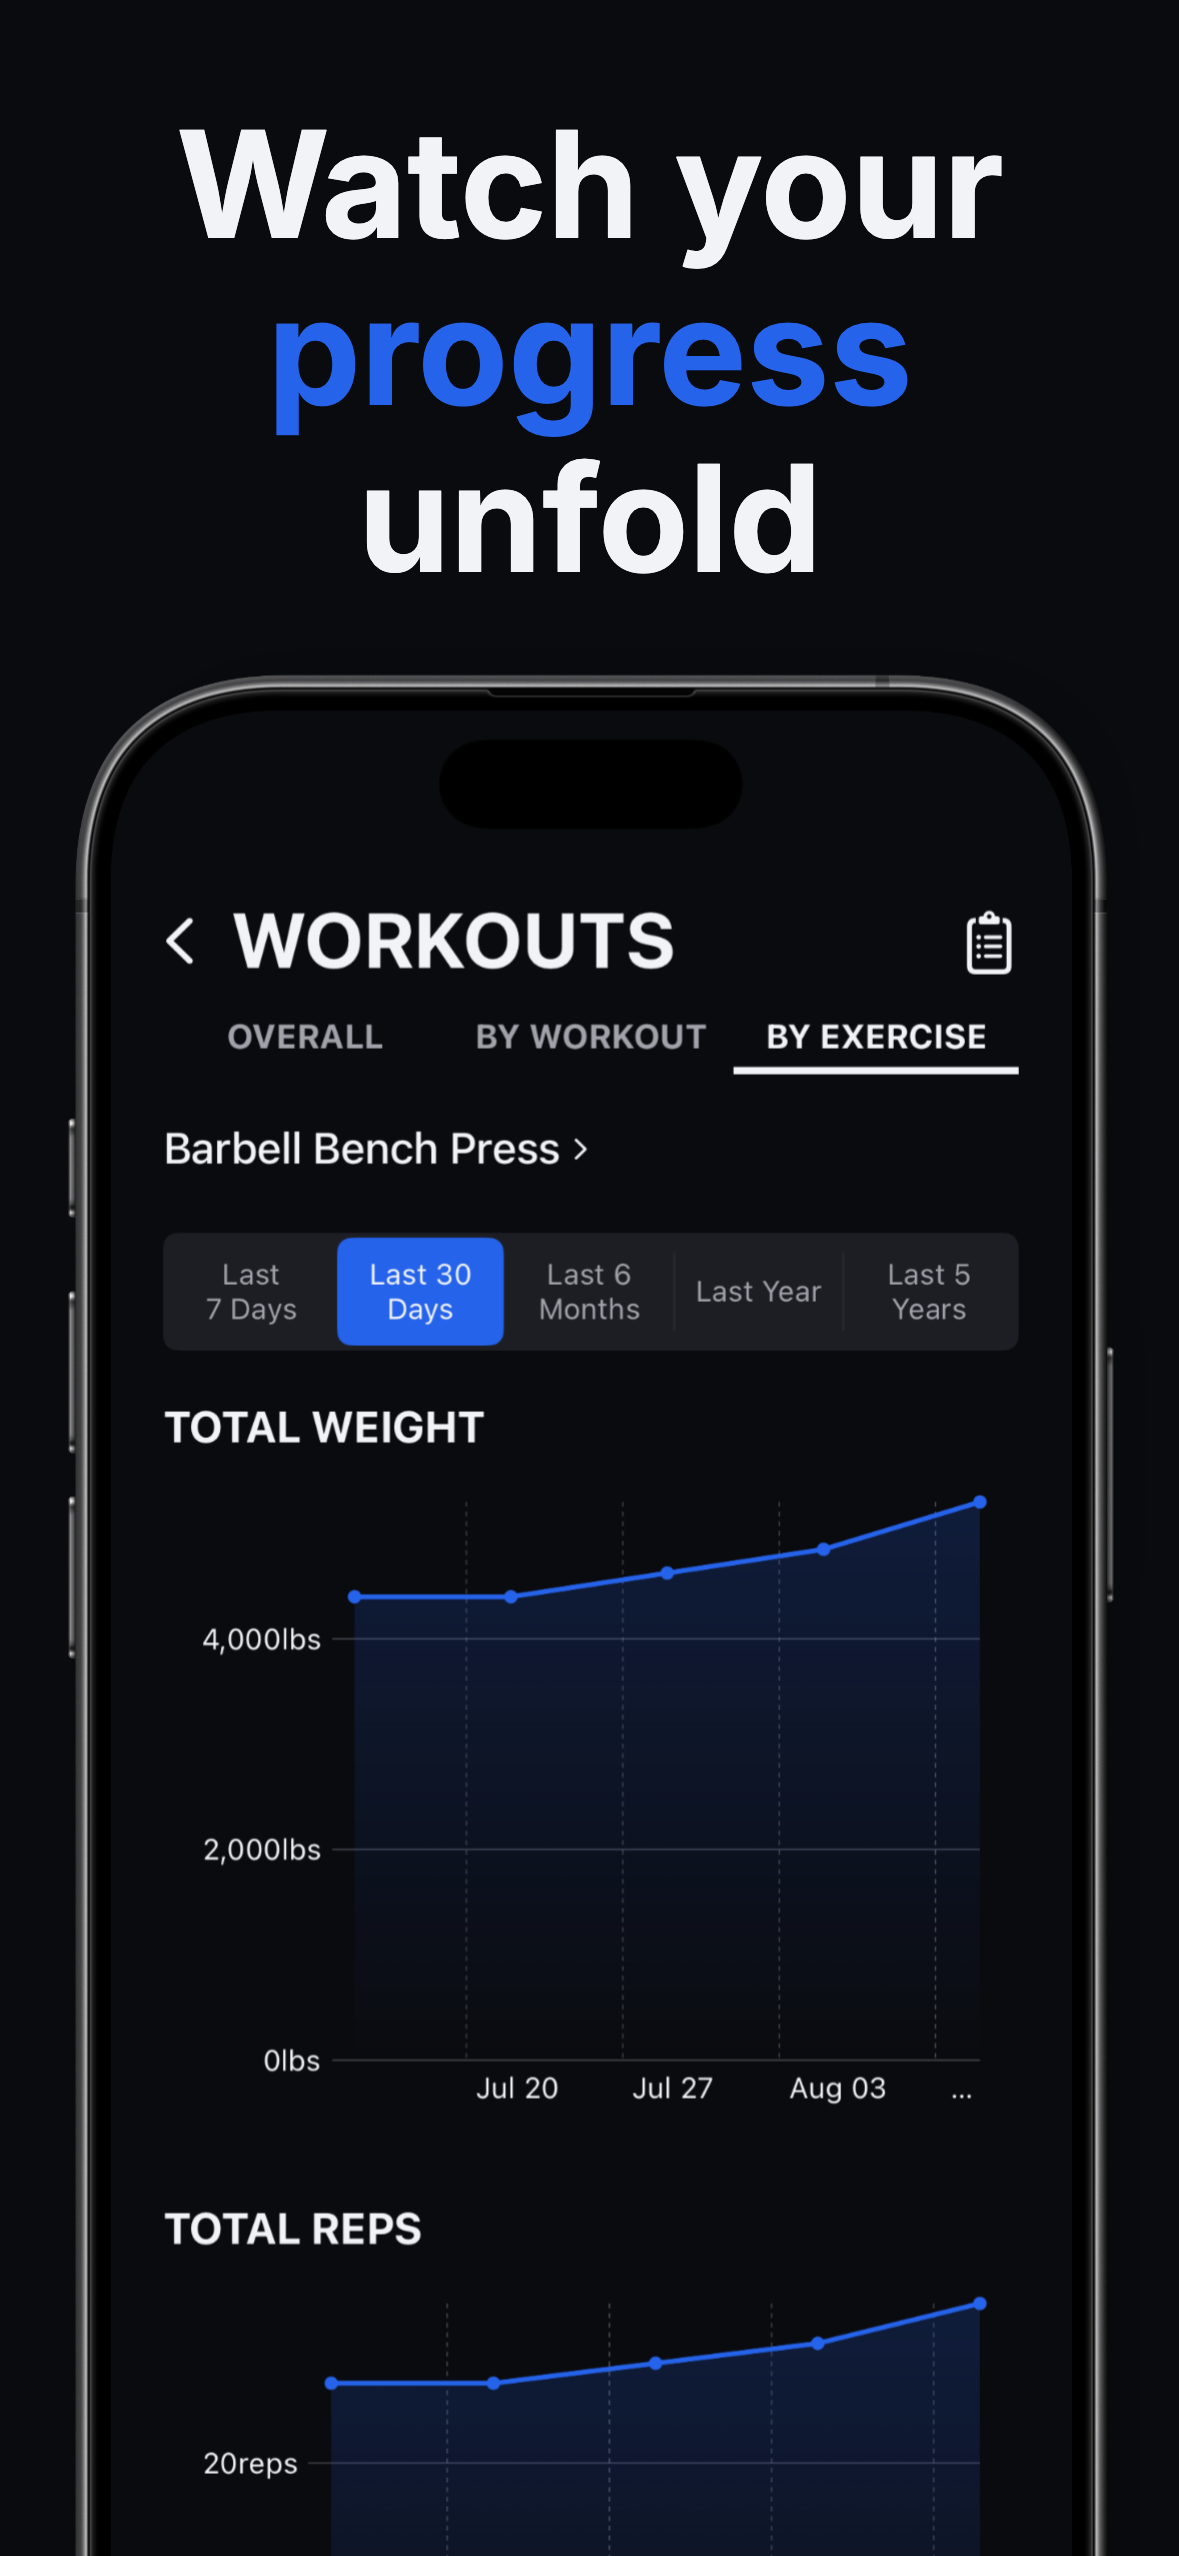 Watch your
progress
unfold
WORKOUTS
OVERALL BY WORKOUT BY EXERCISE
Barbell Bench Press
Last 7 Days
Last 30 Days
Last 6 Months
Last Year
Last 5 Years
TOTAL WEIGHT
4,000lbs
2,000lbs
0lbs
Jul 20 Jul 27 Aug 03 ...
TOTAL REPS
20reps